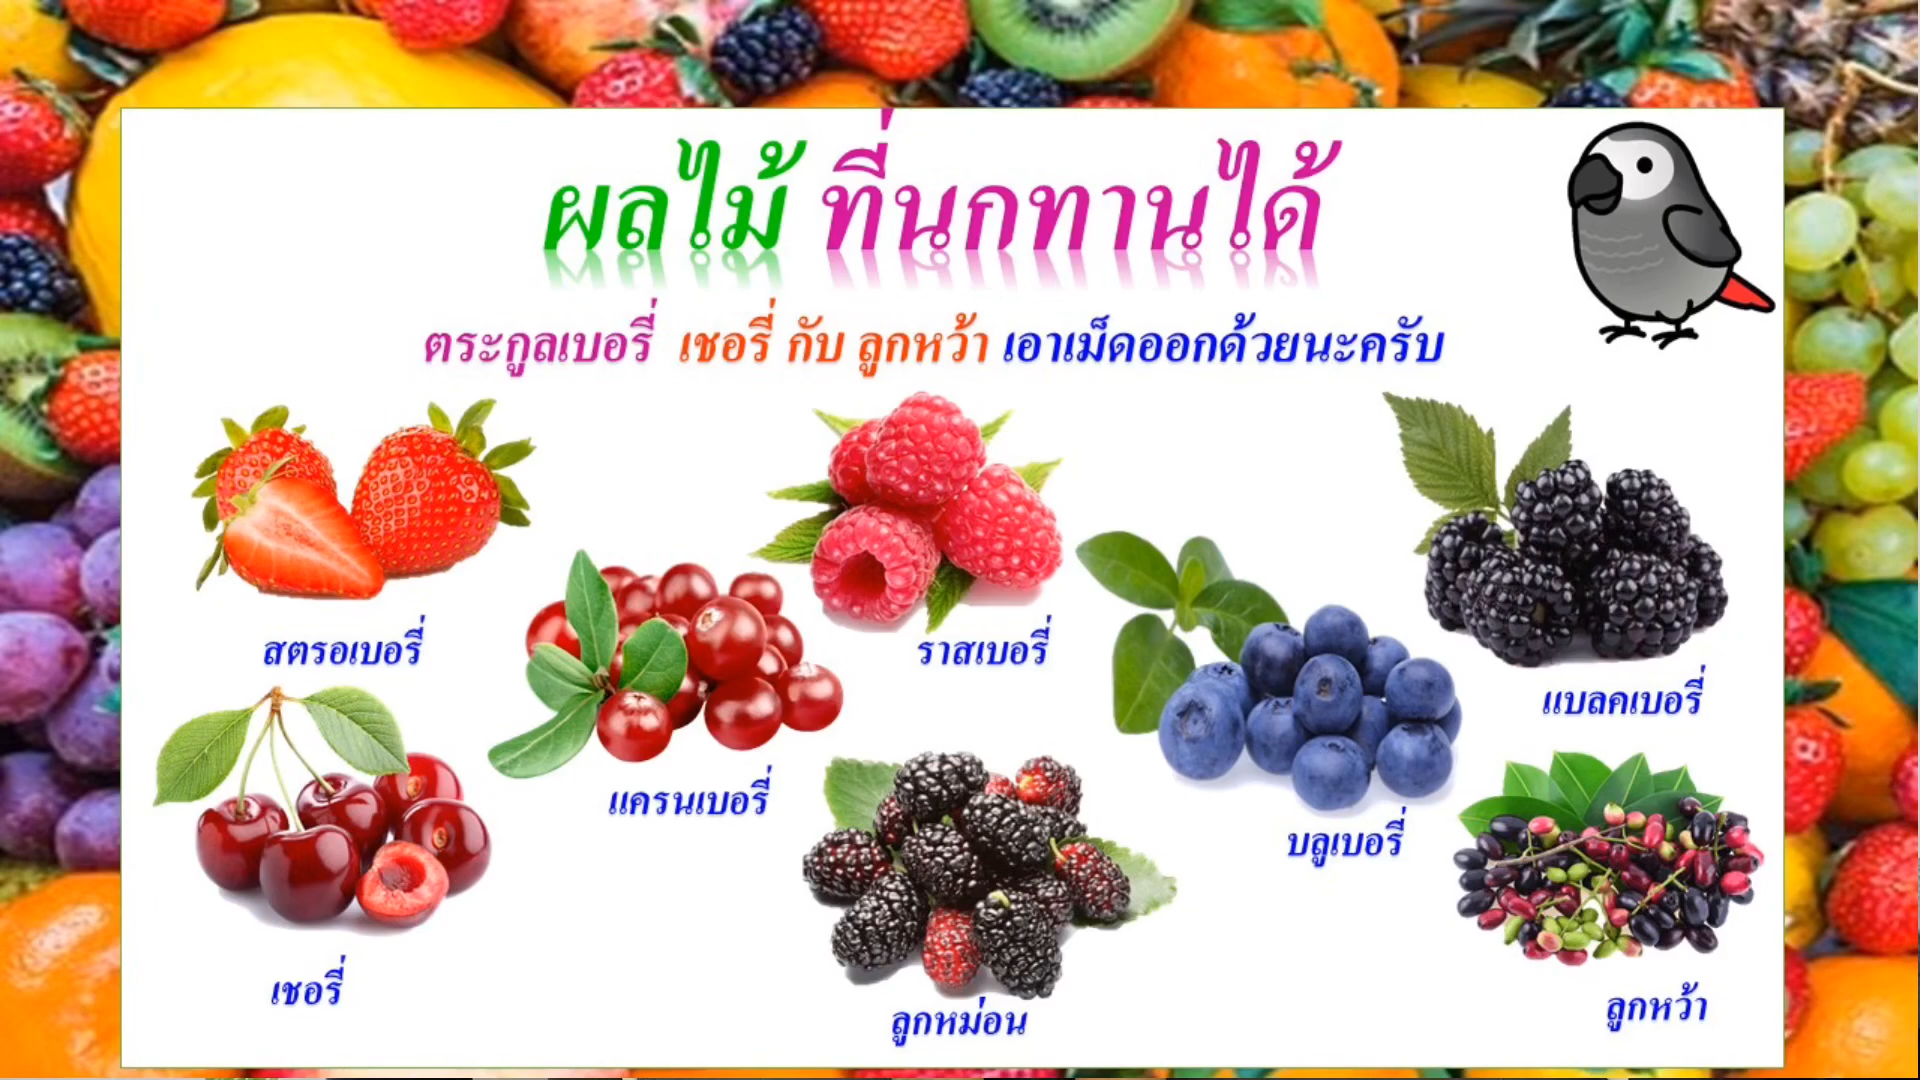 ผลไม้ ที่นกทานได้
ตระกูลเบอรี่ เชอรี่ กับ ลูกหว้า เอาเม็ดออกด้วยนะครับ
สตรอเบอรี่
ราสเบอรี่
แบลคเบอรี่
แครนเบอรี่
บลูเบอรี่
เชอรี่
ลูกหม่อน
ลูกหว้า